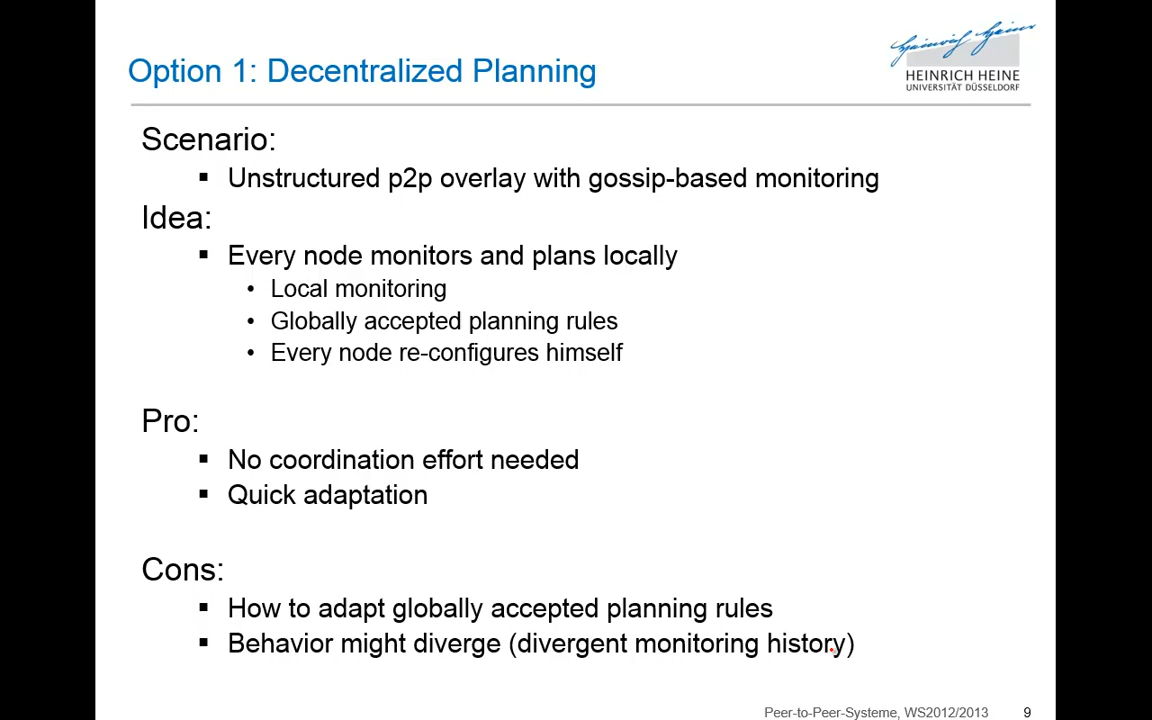 Heinrich Heine
HEINRICH HEINE
UNIVERSITÄT DÜSSELDORF
Option 1: Decentralized Planning
Scenario:
▪ Unstructured p2p overlay with gossip-based monitoring
Idea:
▪ Every node monitors and plans locally
• Local monitoring
• Globally accepted planning rules
• Every node re-configures himself
Pro:
▪ No coordination effort needed
▪ Quick adaptation
Cons:
▪ How to adapt globally accepted planning rules
▪ Behavior might diverge (divergent monitoring history)
Peer-to-Peer-Systeme, WS2012/2013 9